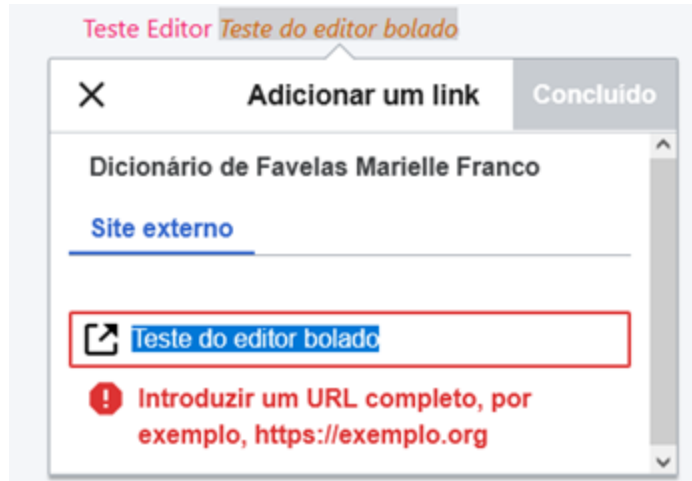 Teste Editor Teste do editor bolado
Adicionar um link
Concluído
Dicionário de Favelas Marielle Franco
Site externo
Teste do editor bolado
Introduzir um URL completo, por
exemplo, https://exemplo.org